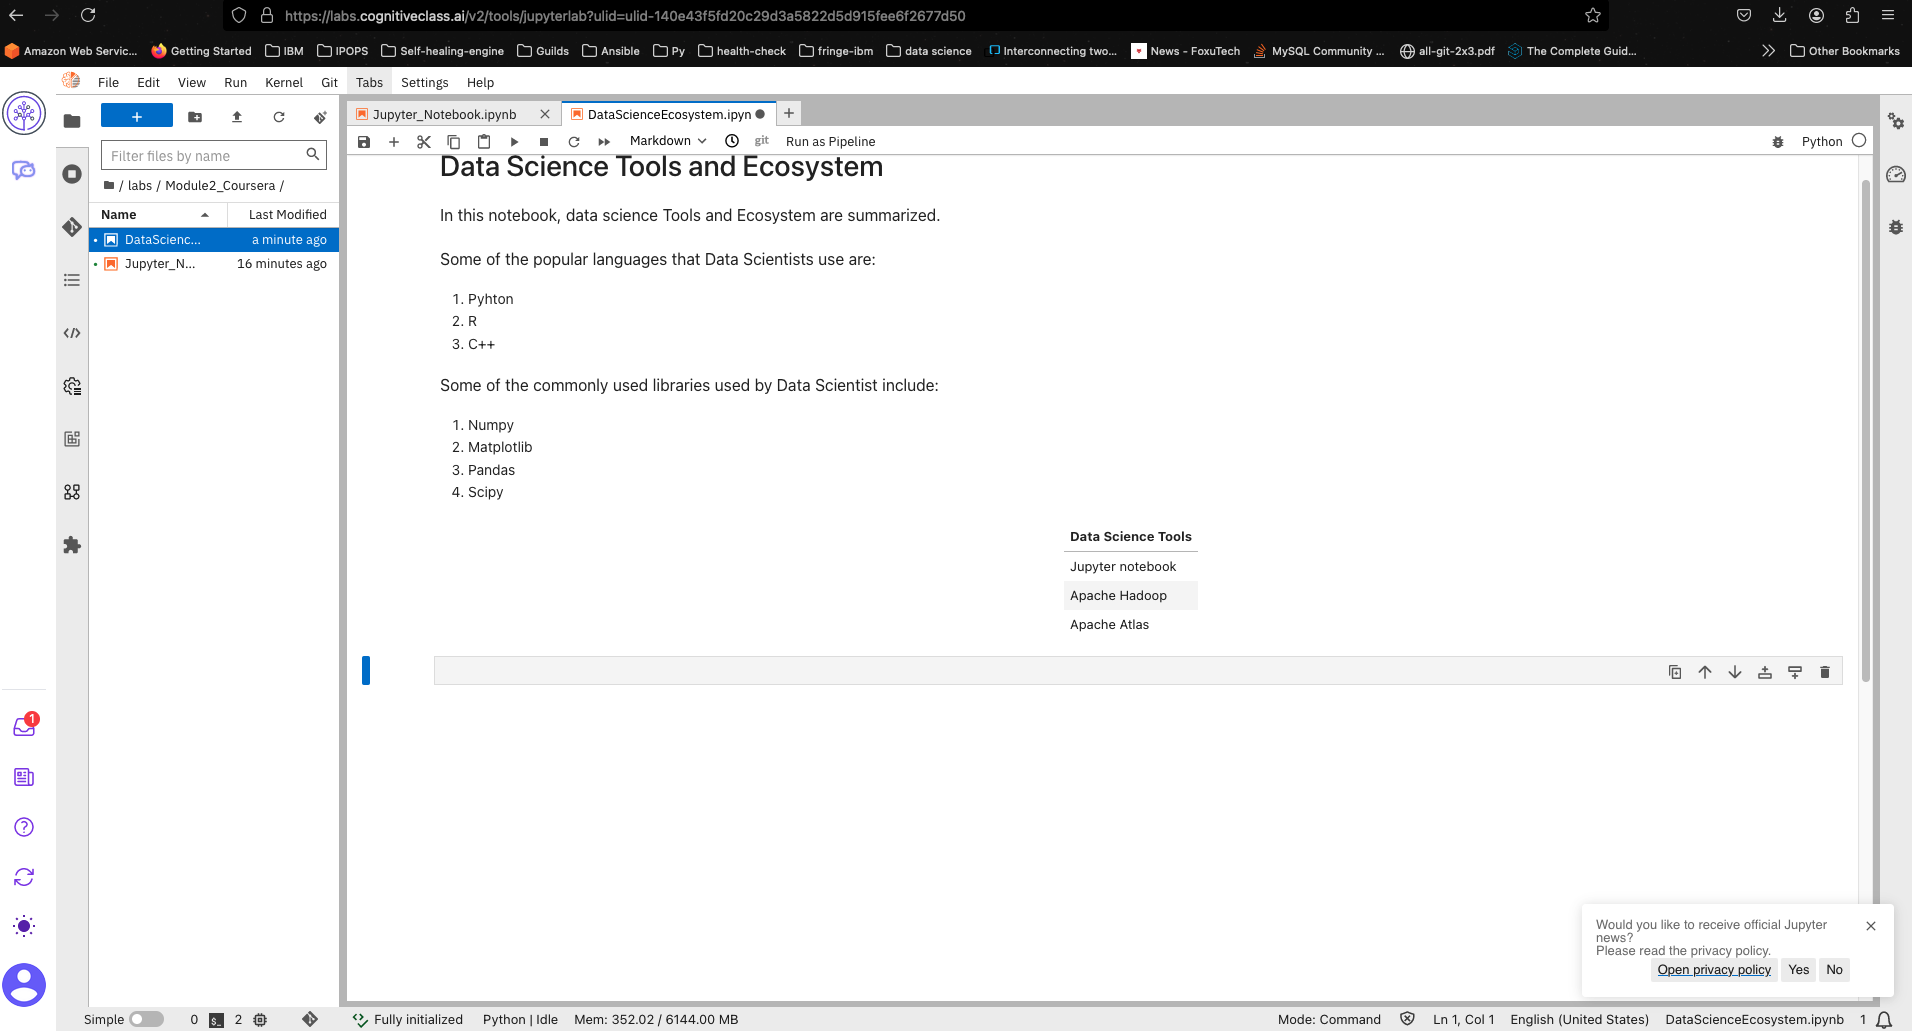 https://labs.cognitiveclass.ai/v2/tools/jupyterlab?ulid=ulid-140e43f5fd20c29d3a5822d5d915fee6f2677d50
Amazon Web Servic... Getting Started IBM IPOPS Self-healing-engine Guilds Ansible Py health-check fringe-ibm data science Interconnecting two... News - FoxuTech MySQL Community ... all-git-2x3.pdf The Complete Guid... Other Bookmarks
File Edit View Run Kernel Git Tabs Settings Help
Jupyter_Notebook.ipynb DataScienceEcosystem.ipyn
Filter files by name
/ labs / Module2_Coursera /
Name Last Modified
DataScienc... a minute ago
Jupyter_N... 16 minutes ago
Markdown git Run as Pipeline Python
Data Science Tools and Ecosystem
In this notebook, data science Tools and Ecosystem are summarized.
Some of the popular languages that Data Scientists use are:
1. Pyhton
2. R
3. C++
Some of the commonly used libraries used by Data Scientist include:
1. Numpy
2. Matplotlib
3. Pandas
4. Scipy
Data Science Tools
Jupyter notebook
Apache Hadoop
Apache Atlas
1
Would you like to receive official Jupyter
news?
Please read the privacy policy.
Open privacy policy Yes No
Simple 0 $_ 2 Fully initialized Python | Idle Mem: 352.02 / 6144.00 MB Mode: Command Ln 1, Col 1 English (United States) DataScienceEcosystem.ipynb 1